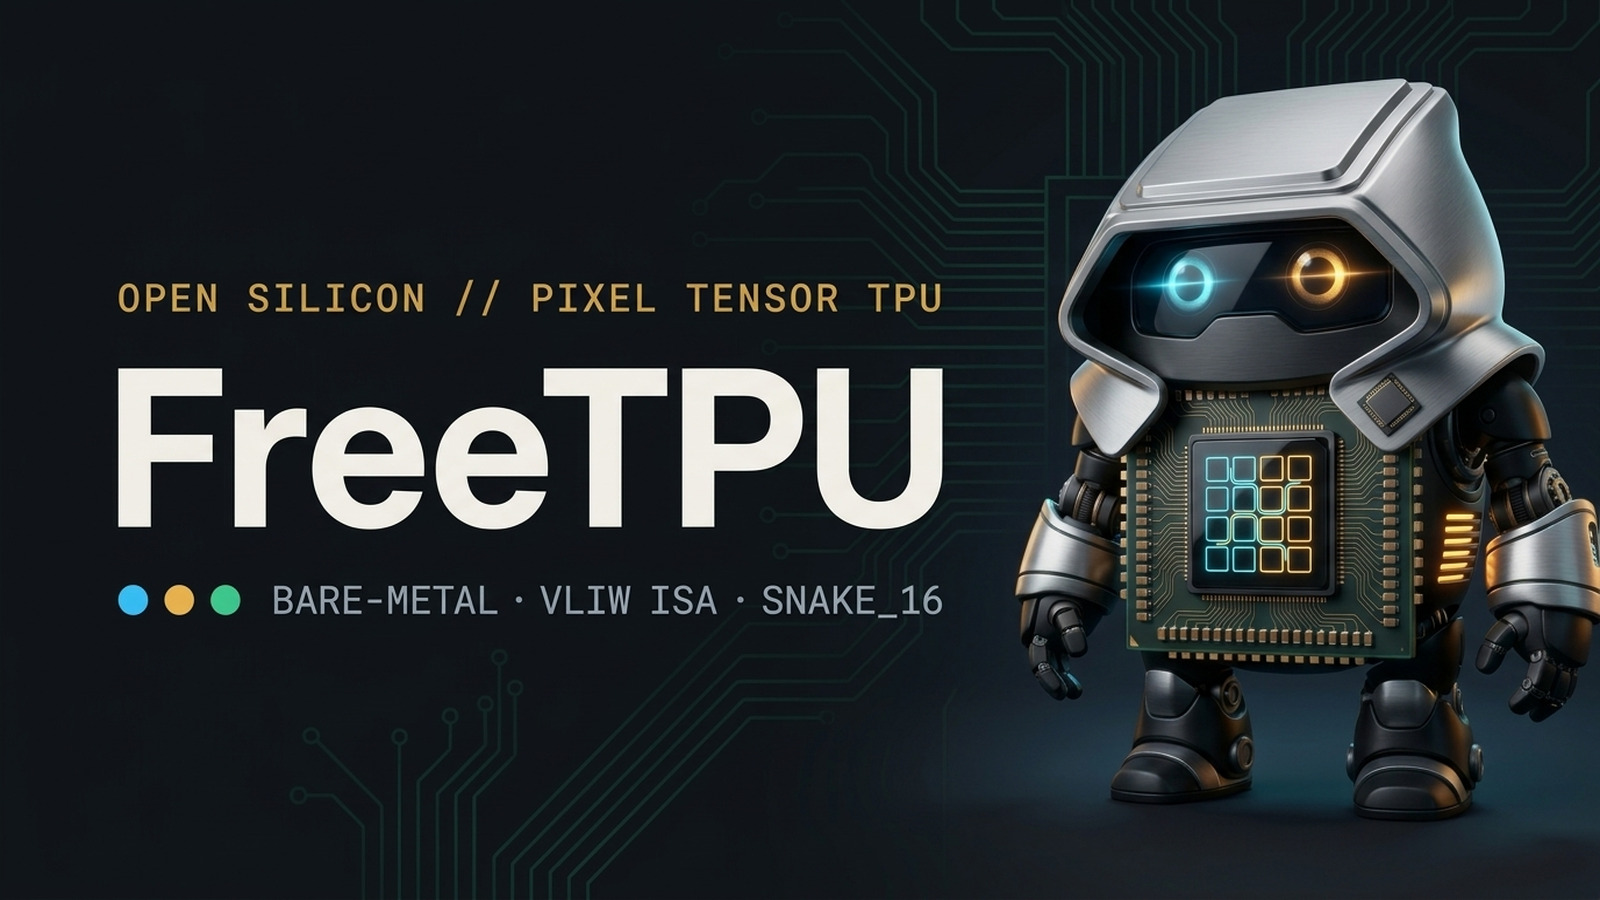 OPEN SILICON // PIXEL TENSOR TPU
FreeTPU
BARE-METAL · VLIW ISA · SNAKE_16